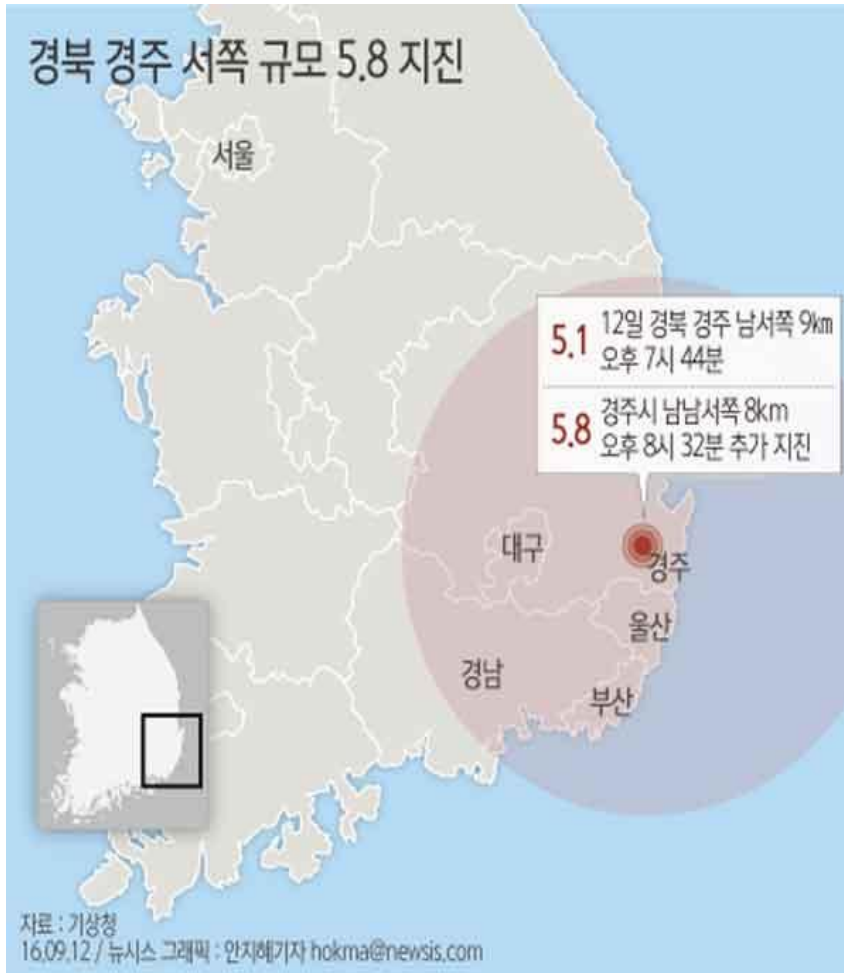 경북 경주 서쪽 규모 5.8 지진
서울
5.1 12일 경북 경주 남서쪽 9km
오후 7시 44분
5.8 경주시 남남서쪽 8km
오후 8시 32분 추가 지진
대구
경주
울산
경남
부산
자료 : 기상청
16.09.12 / 뉴시스 그래픽 : 안지혜기자 hokma@newsis.com